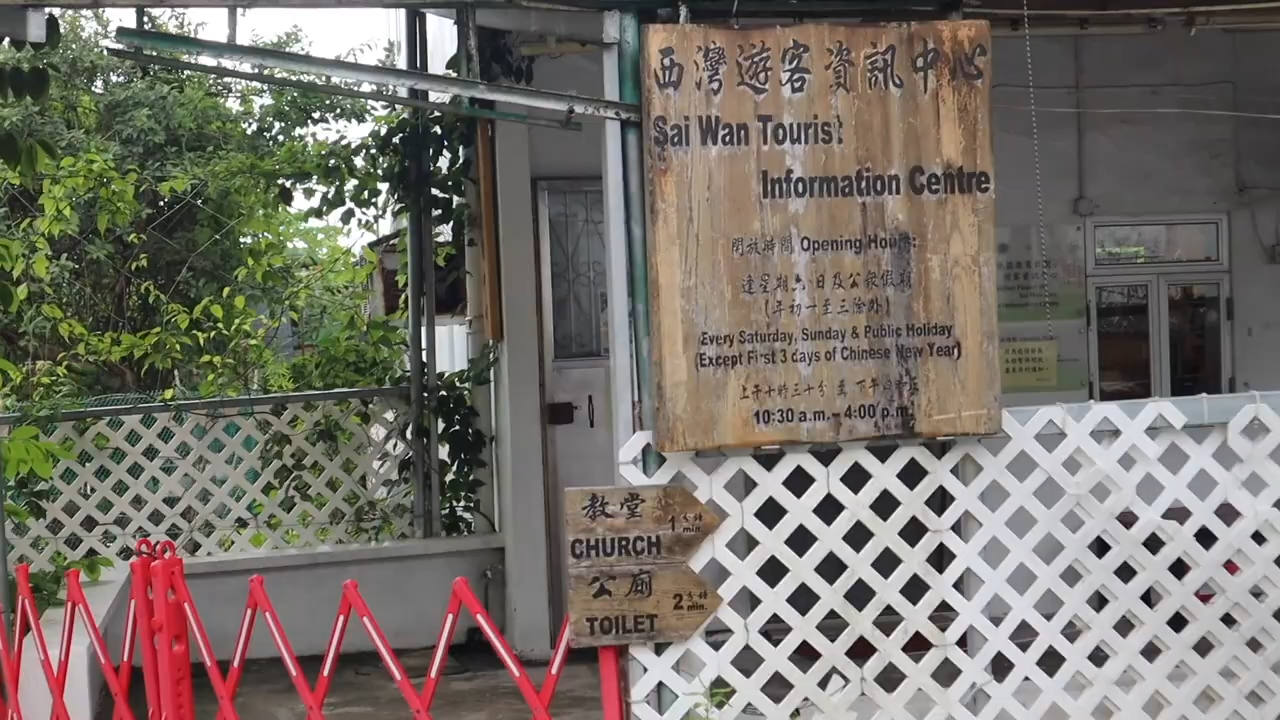 西灣遊客資訊中心
Sai Wan Tourist
Information Centre
開放時間 Opening Hours:
逢星期六,日及公眾假期
(年初一至三除外)
Every Saturday, Sunday & Public Holiday
(Except First 3 days of Chinese New Year)
上午十時三十分 至 下午四時正
10:30 a.m. – 4:00 p.m.
教堂 1 分鐘 min.
CHURCH
公廁 2 分鐘 min.
TOILET